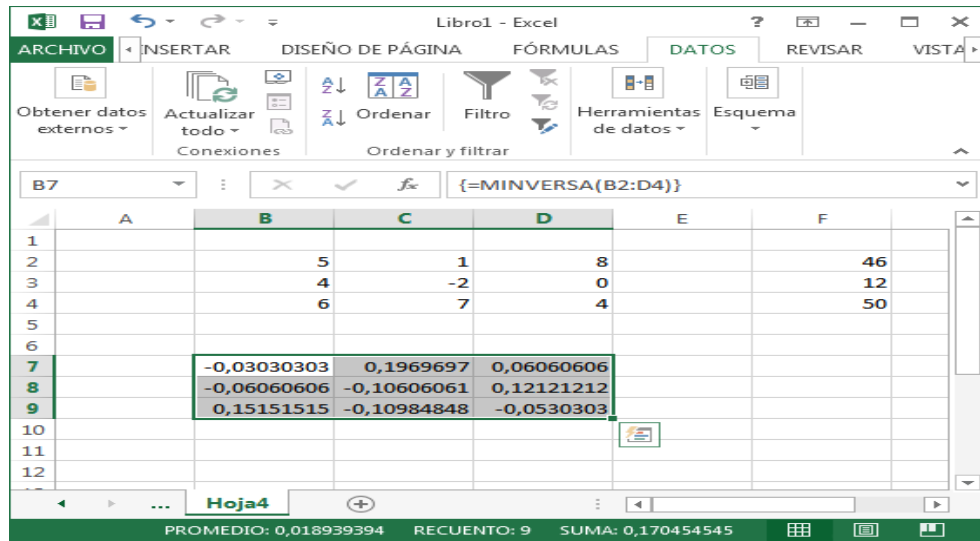 Libro1 - Excel
ARCHIVO INSERTAR DISEÑO DE PÁGINA FÓRMULAS DATOS REVISAR VISTA
Obtener datos externos
Actualizar todo
Conexiones
Ordenar
Filtro
Ordenar y filtrar
Herramientas de datos
Esquema
B7 fx {=MINVERSA(B2:D4)}
A B C D E F
1
2 5 1 8 46
3 4 -2 0 12
4 6 7 4 50
5
6
7 -0,03030303 0,1969697 0,06060606
8 -0,06060606 -0,10606061 0,12121212
9 0,15151515 -0,10984848 -0,0530303
10
11
12
... Hoja4
PROMEDIO: 0,018939394 RECUENTO: 9 SUMA: 0,170454545